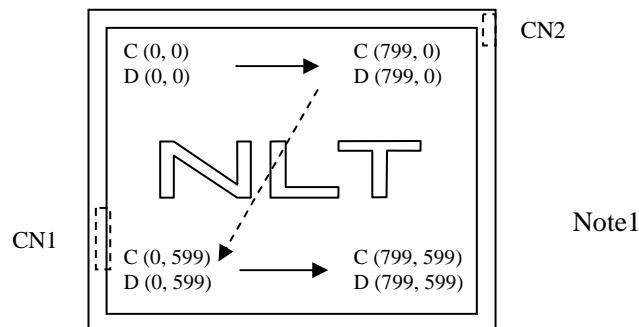 CN2
C (0, 0)
D (0, 0)
C (799, 0)
D (799, 0)
NLT
Note1
CN1
C (0, 599)
D (0, 599)
C (799, 599)
D (799, 599)